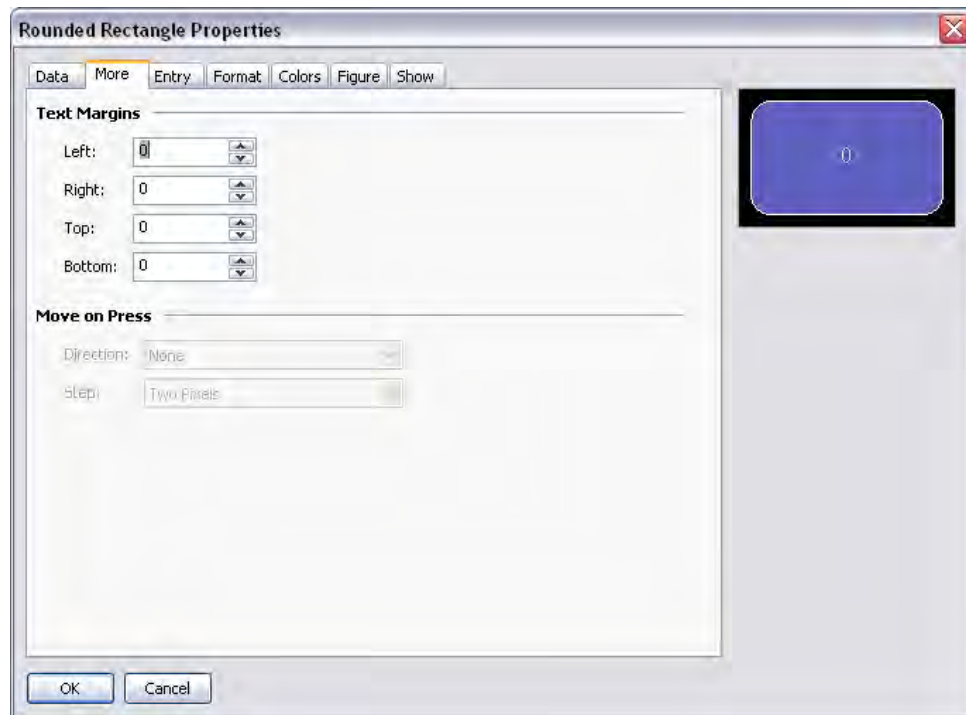 Rounded Rectangle Properties
Data More Entry Format Colors Figure Show
Text Margins
Left: 0
Right: 0
Top: 0
Bottom: 0
0
Move on Press
Direction: None
Step: Two Pixels
OK Cancel